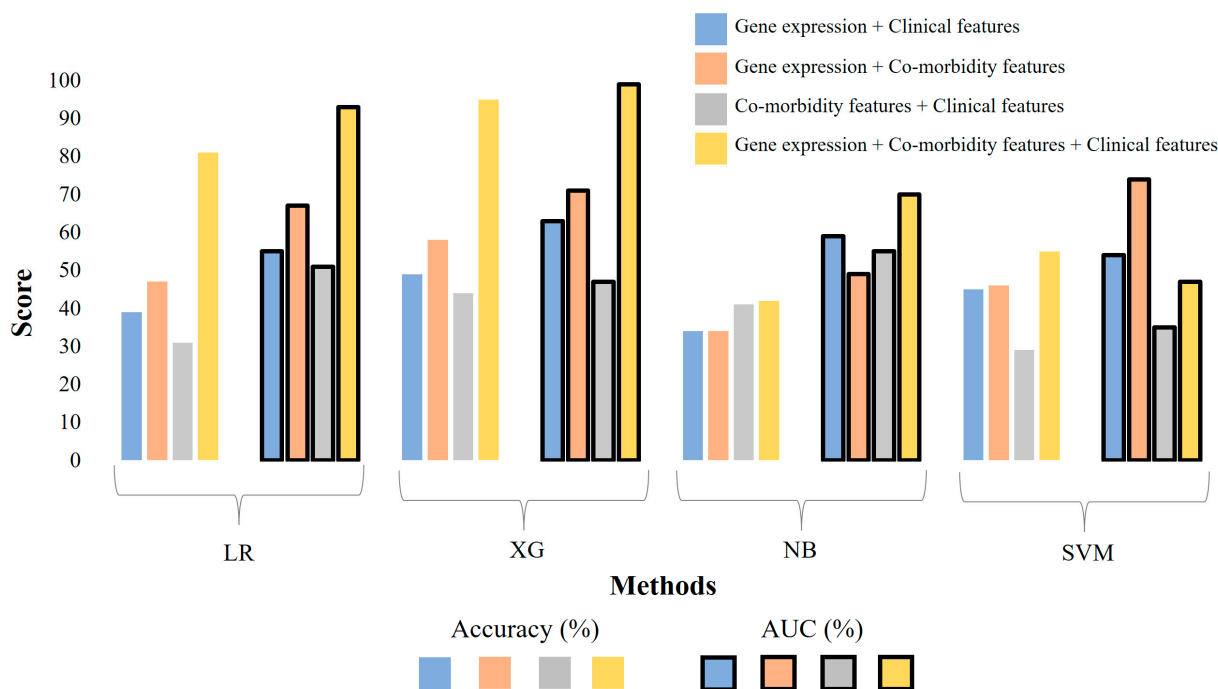 Gene expression + Clinical features
Gene expression + Co-morbidity features
Co-morbidity features + Clinical features
Gene expression + Co-morbidity features + Clinical features
Score
100
90
80
70
60
50
40
30
20
10
0
LR
XG
NB
SVM
Methods
Accuracy (%)
AUC (%)